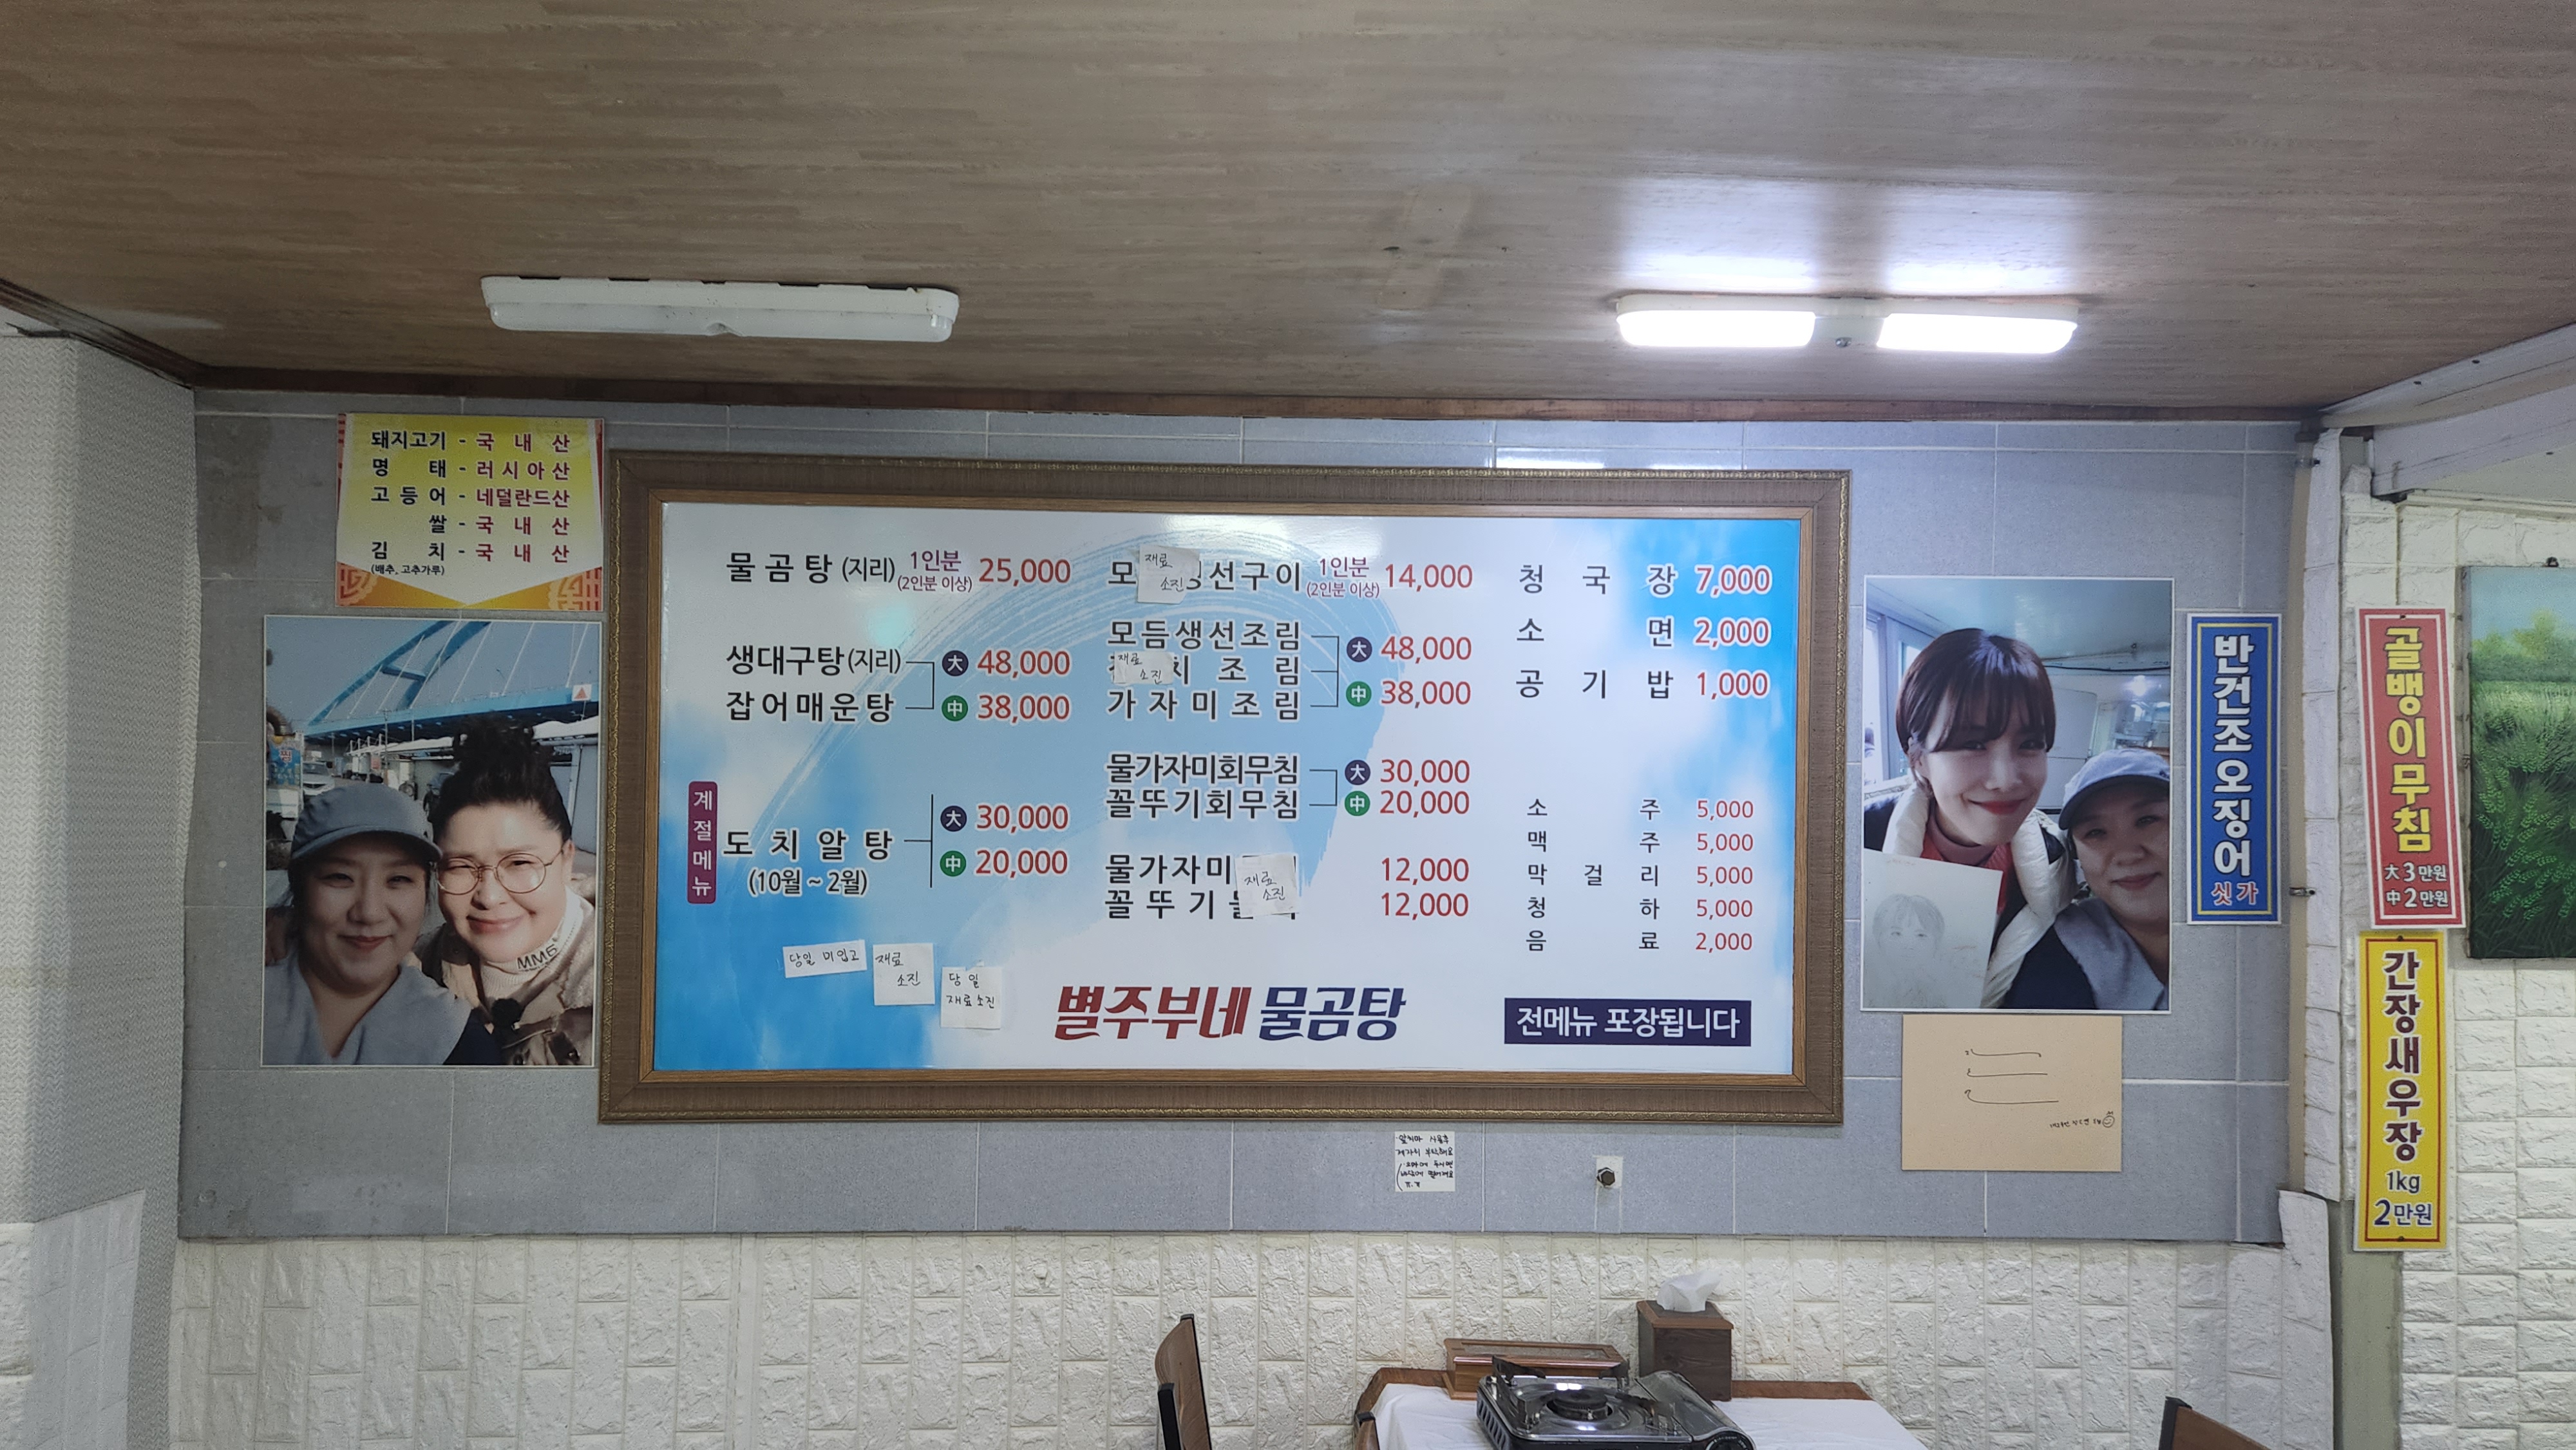 돼지고기 - 국 내 산
명 태 - 러 시 아 산
고 등 어 - 네덜란드산
쌀 - 국 내 산
김 치 - 국 내 산
(배추, 고추가루)
물곰탕(지리) 1인분 (2인분 이상) 25,000
생대구탕(지리)
잡어매운탕
大 48,000
中 38,000
계절메뉴
도 치 알 탕
(10월 ~ 2월)
大 30,000
中 20,000
당일 미입고
재료
소진
당일
재료소진
재료
소진
선구이 1인분 (2인분 이상) 14,000
모듬생선조림
재료
소진
치 조 림
가자미조림
大 48,000
中 38,000
물가자미회무침
꼴뚜기회무침
大 30,000
中 20,000
물가자미 12,000
꼴뚜기 12,000
재료
소진
청 국 장 7,000
소 면 2,000
공 기 밥 1,000
소 주 5,000
맥 주 5,000
막 걸 리 5,000
청 하 5,000
음 료 2,000
별주부네 물곰탕
전메뉴 포장됩니다
MMБ
앞치마 사용후
반건조오징어
싯가
골뱅이무침
大 3만원
中 2만원
간장새우장
1kg
2만원